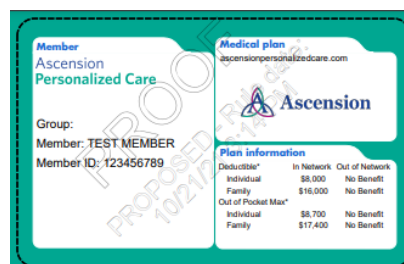 Member
Ascension
Personalized Care
Group:
Member: TEST MEMBER
Member ID: 123456789
Medical plan
ascensionpersonalizedcare.com
Ascension
Plan information
Deductible* In Network Out of Network
Individual $8,000 No Benefit
Family $16,000 No Benefit
Out of Pocket Max*
Individual $8,700 No Benefit
Family $17,400 No Benefit
PROOF
PROPOSED - date:
10/21/